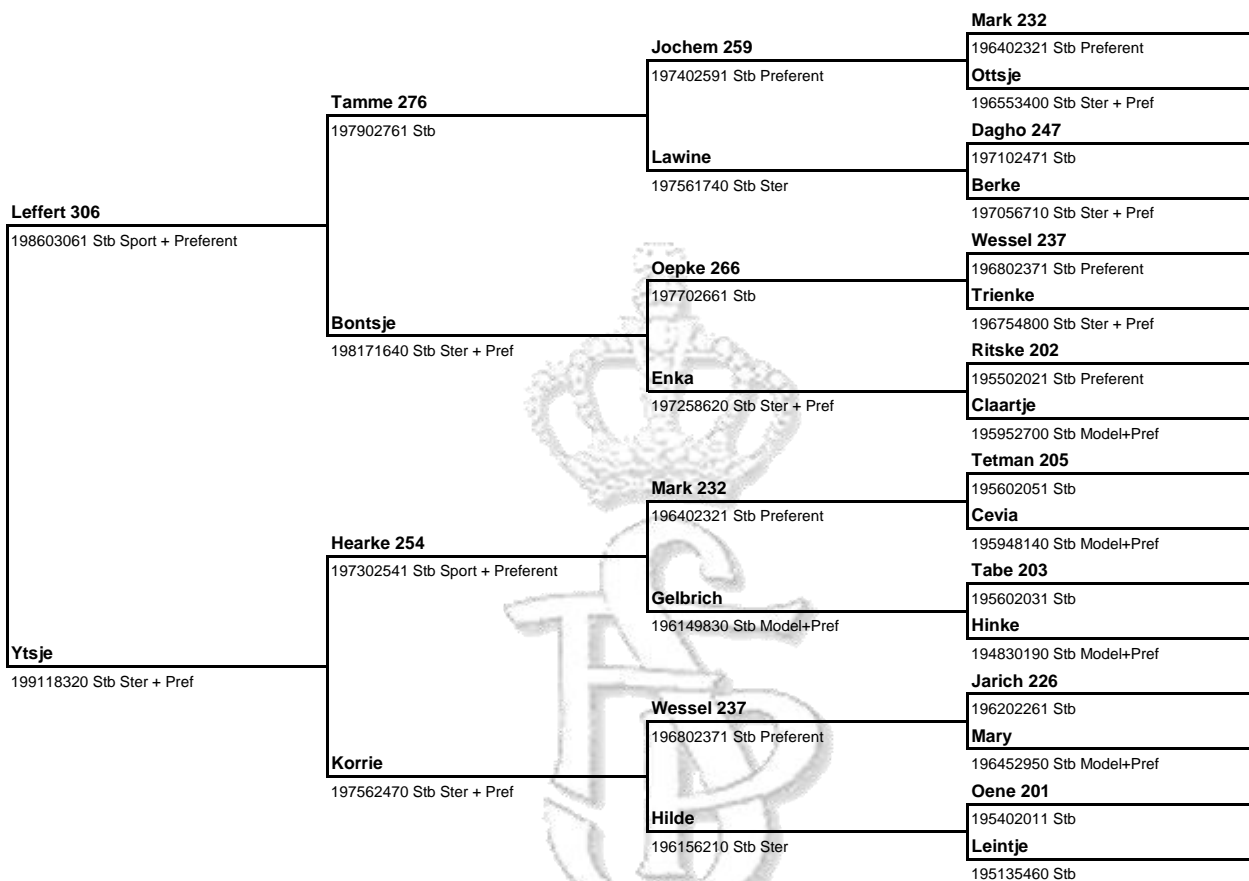 Mark 232
Jochem 259
196402321 Stb Preferent
197402591 Stb Preferent
Ottsje
Tamme 276
196553400 Stb Ster + Pref
197902761 Stb
Dagho 247
Lawine
197102471 Stb
197561740 Stb Ster
Berke
Leffert 306
197056710 Stb Ster + Pref
198603061 Stb Sport + Preferent
Wessel 237
Oepke 266
196802371 Stb Preferent
197702661 Stb
Trienke
Bontsje
196754800 Stb Ster + Pref
198171640 Stb Ster + Pref
Ritske 202
Enka
195502021 Stb Preferent
197258620 Stb Ster + Pref
Claartje
195952700 Stb Model+Pref
Tetman 205
Mark 232
195602051 Stb
196402321 Stb Preferent
Cevia
Hearke 254
195948140 Stb Model+Pref
197302541 Stb Sport + Preferent
Tabe 203
Gelbrich
195602031 Stb
196149830 Stb Model+Pref
Hinke
Ytsje
194830190 Stb Model+Pref
199118320 Stb Ster + Pref
Jarich 226
Wessel 237
196202261 Stb
196802371 Stb Preferent
Mary
Korrie
196452950 Stb Model+Pref
197562470 Stb Ster + Pref
Oene 201
Hilde
195402011 Stb
196156210 Stb Ster
Leintje
195135460 Stb